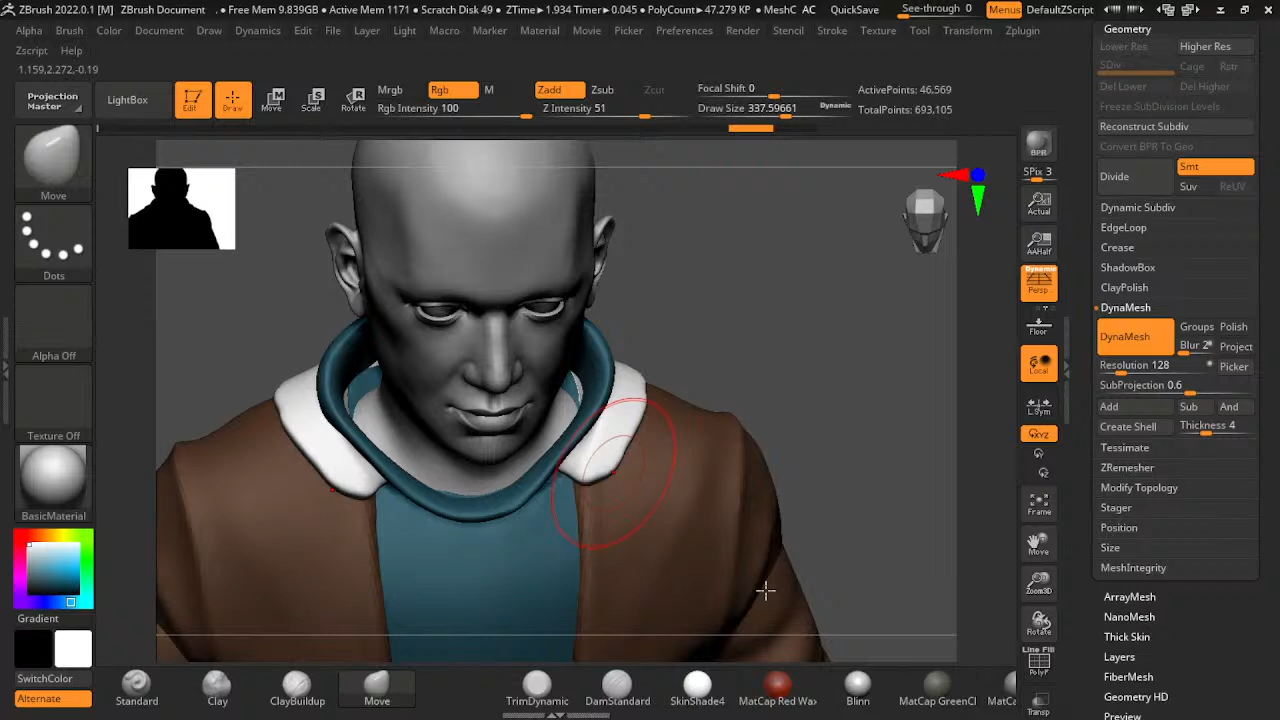 ZBrush 2022.0.1 [M] ZBrush Document . • Free Mem 9.839GB • Active Mem 1171 • Scratch Disk 49 • ZTime▸1.934 Timer▸0.045 • PolyCount▸47.279 KP • MeshC AC QuickSave See-through 0 Menus DefaultZScript
Alpha Brush Color Document Draw Dynamics Edit File Layer Light Macro Marker Material Movie Picker Preferences Render Stencil Stroke Texture Tool Transform Zplugin
Zscript Help
1.159,2.272,-0.19
Projection Master
LightBox
Edit
Draw
Move
Scale
Rotate
Mrgb Rgb M
Rgb Intensity 100
Zadd Zsub Zcut
Z Intensity 51
Focal Shift 0
Draw Size 337.59661 Dynamic
ActivePoints: 46,569
TotalPoints: 693,105
Move
Dots
Alpha Off
Texture Off
BasicMaterial
Gradient
SwitchColor
Alternate
Standard Clay ClayBuildup Move TrimDynamic DamStandard SkinShade4 MatCap Red Wax Blinn MatCap GreenCl MatCa
BPR
SPix 3
Actual
AAHalf
Dynamic
Persp
Floor
Local
L.Sym
XYZ
Y
Z
Frame
Move
Zoom3D
Rotate
Line Fill
PolyF
Transp
Geometry
Lower Res Higher Res
SDiv Cage Rstr
Del Lower Del Higher
Freeze SubDivision Levels
Reconstruct Subdiv
Convert BPR To Geo
Divide Smt
Suv ReUV
Dynamic Subdiv
EdgeLoop
Crease
ShadowBox
ClayPolish
DynaMesh
DynaMesh Groups Polish
Blur 2 Project
Resolution 128 Picker
SubProjection 0.6
Add Sub And
Create Shell Thickness 4
Tessimate
ZRemesher
Modify Topology
Stager
Position
Size
MeshIntegrity
ArrayMesh
NanoMesh
Thick Skin
Layers
FiberMesh
Geometry HD
Preview